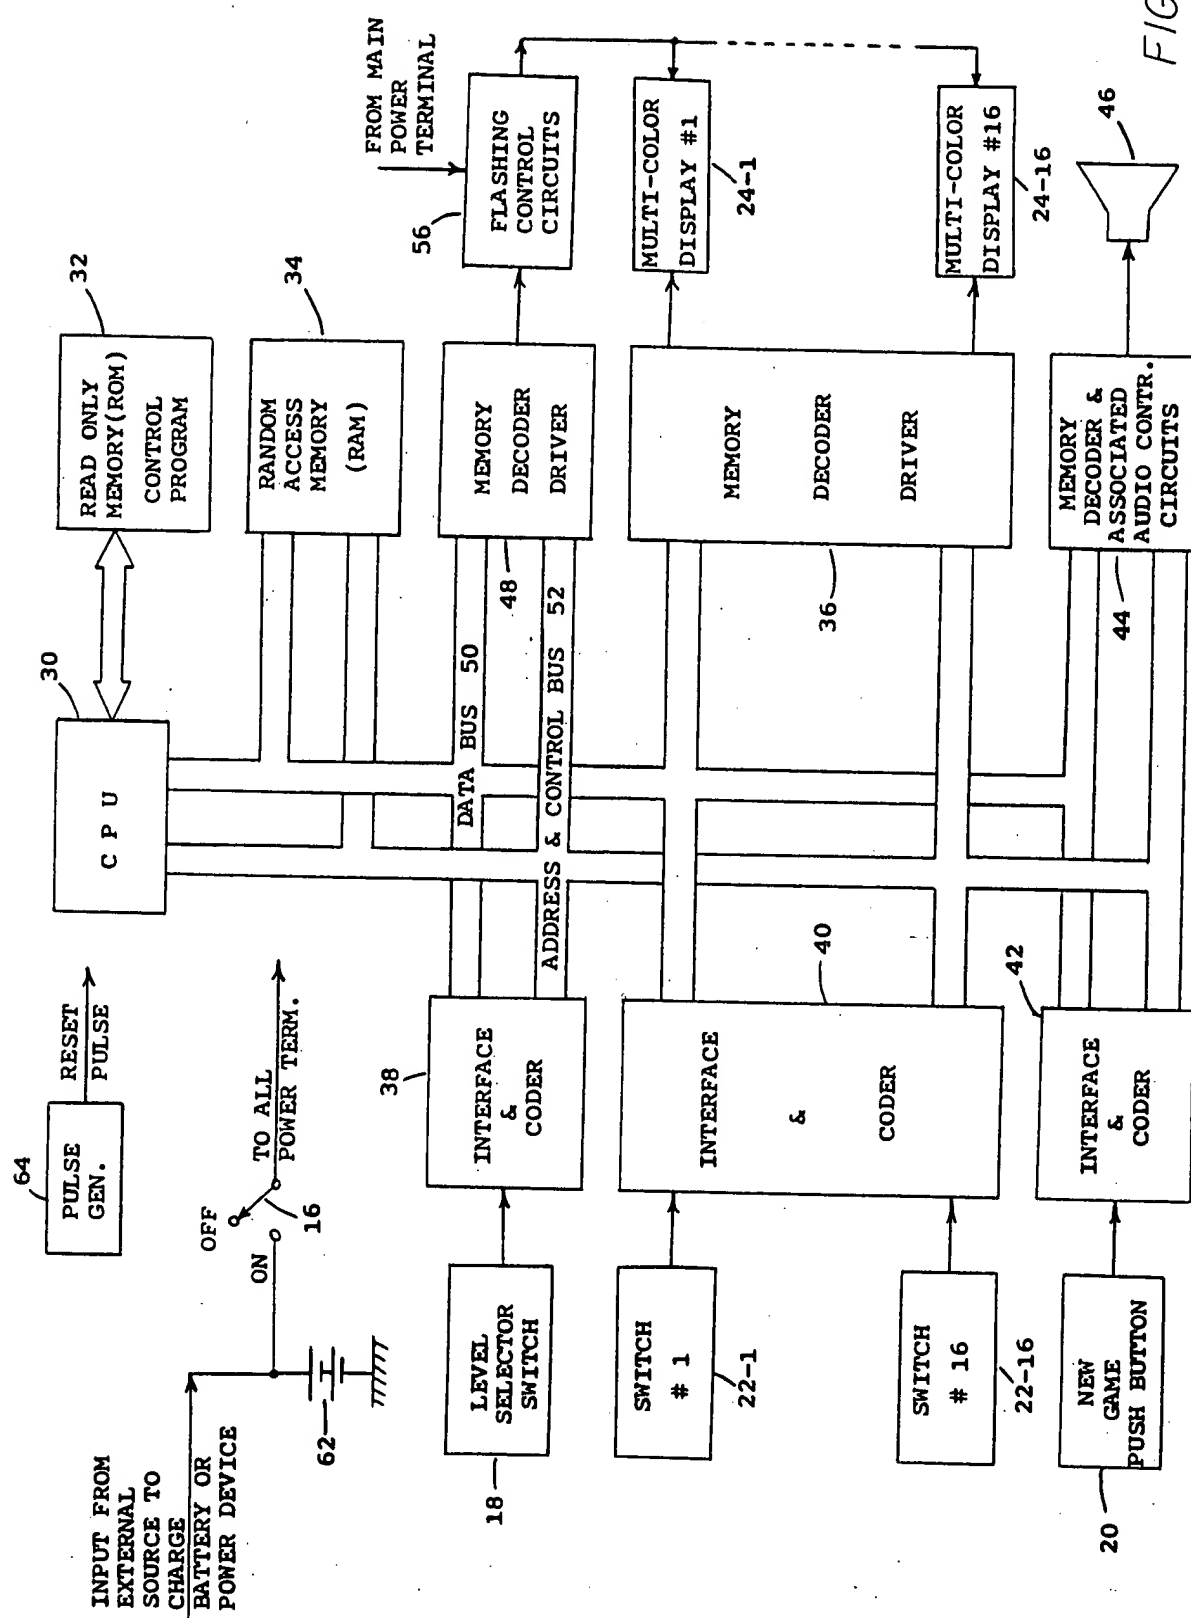 INPUT FROM
EXTERNAL
SOURCE TO
CHARGE
BATTERY OR
POWER DEVICE
62
OFF
ON
16
TO ALL
POWER TERM.
64
PULSE
GEN.
RESET
PULSE
30
C P U
32
READ ONLY
MEMORY(ROM)
CONTROL
PROGRAM
34
RANDOM
ACCESS
MEMORY
(RAM)
18
LEVEL
SELECTOR
SWITCH
38
INTERFACE
&
CODER
DATA BUS 50
ADDRESS & CONTROL BUS 52
48
MEMORY
DECODER
DRIVER
56
FLASHING
CONTROL
CIRCUITS
FROM MAIN
POWER
TERMINAL
SWITCH
# 1
22-1
SWITCH
# 16
22-16
INTERFACE
&
CODER
40
36
MEMORY
DECODER
DRIVER
MULTI-COLOR
DISPLAY #1
24-1
MULTI-COLOR
DISPLAY #16
24-16
NEW
GAME
PUSH BUTTON
20
42
INTERFACE
&
CODER
44
MEMORY
DECODER &
ASSOCIATED
AUDIO CONTR.
CIRCUITS
46
FIG